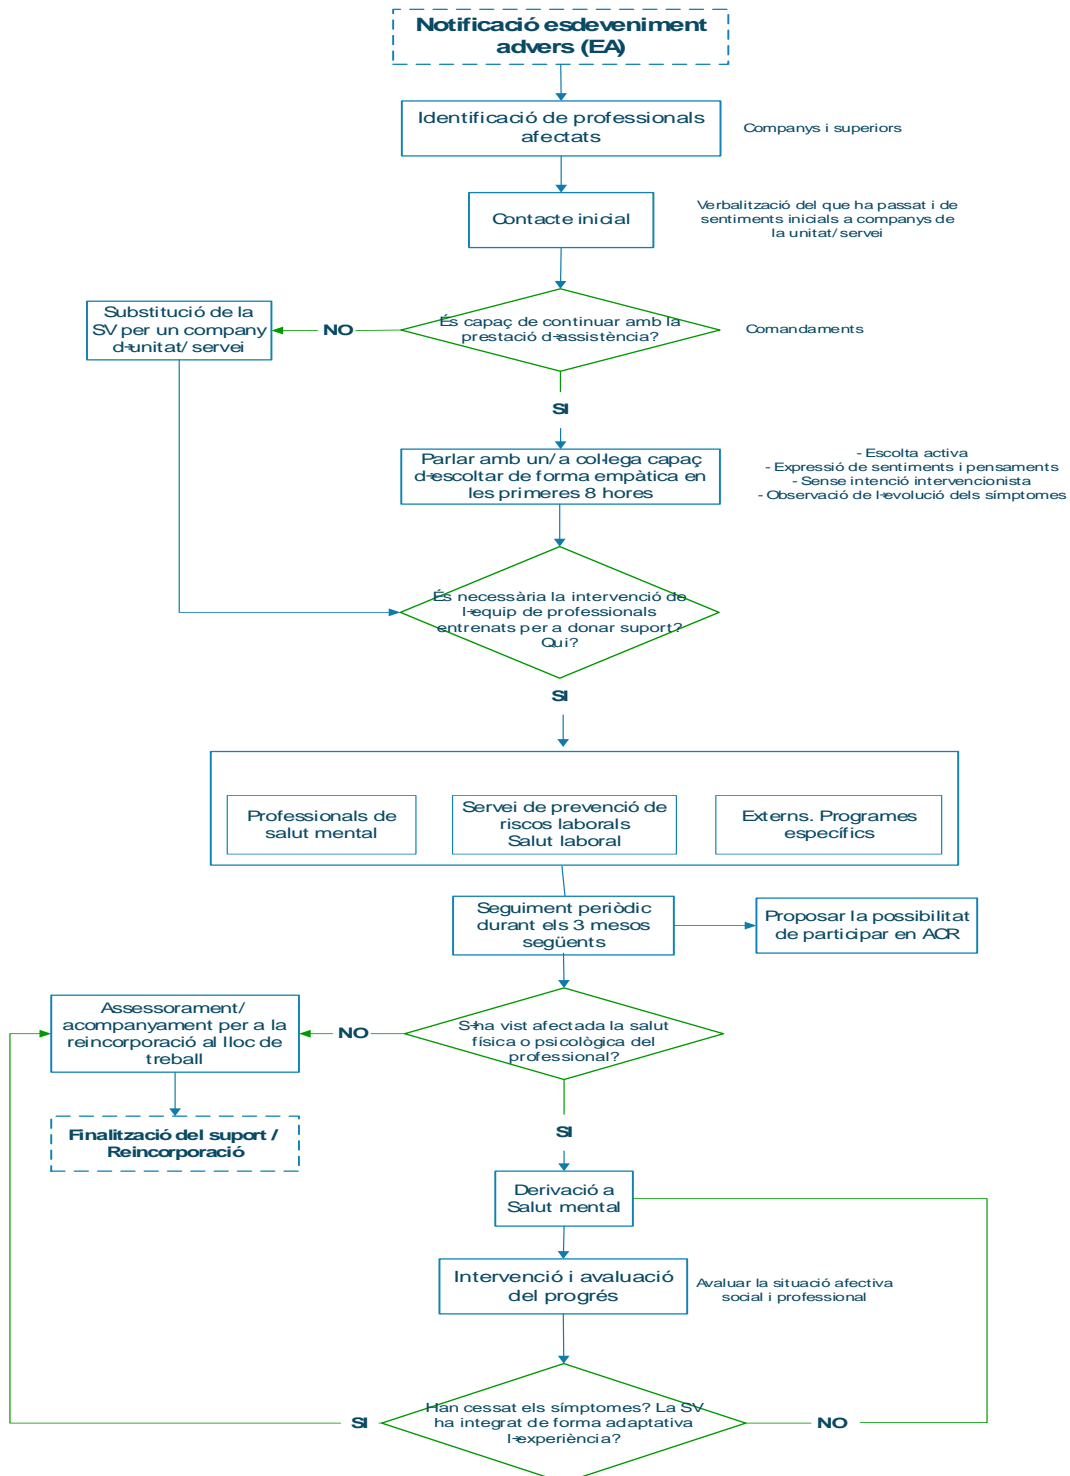 Notificació esdeveniment
advers (EA)
Identificació de professionals
afectats
Companys i superiors
Contacte inicial
Verbalització del que ha passat i de
sentiments inicials a companys de
la unitat/ servei
Substitució de la
SV per un company
d➔unitat/ servei
NO
És capaç de continuar amb la
prestació d➔assistència?
Comandaments
SI
Parlar amb un/a col·lega capaç
d➔escoltar de forma empàtica en
les primeres 8 hores
- Escolta activa
- Expressió de sentiments i pensaments
- Sense intenció intervencionista
- Observació de l➔evolució dels símptomes
És necessària la intervenció de
l➔equip de professionals
entrenats per a donar suport?
Qui?
SI
Professionals de
salut mental
Servei de prevenció de
riscos laborals
Salut laboral
Externs. Programes
específics
Seguiment periòdic
durant els 3 mesos
següents
Proposar la possibilitat
de participar en ACR
Assessorament/
acompanyament per a la
reincorporació al lloc de
treball
NO
S➔ha vist afectada la salut
física o psicològica del
professional?
Finalització del suport /
Reincorporació
SI
Derivació a
Salut mental
Intervenció i avaluació
del progrés
Avaluar la situació afectiva
social i professional
SI
Han cessat els símptomes? La SV
ha integrat de forma adaptativa
l➔experiència?
NO